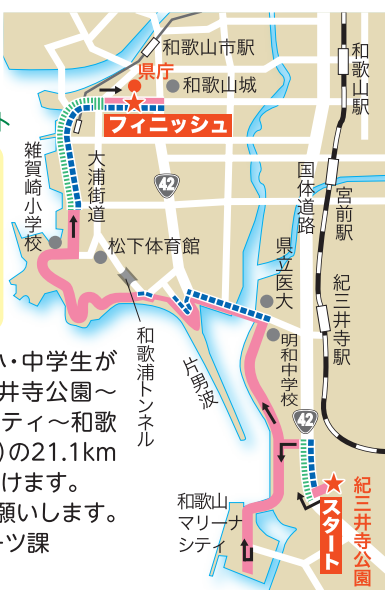 和歌山市駅
県庁
和歌山城
フィニッシュ
和歌山駅
ト
雑賀崎小学校
大浦街道
42
国体道路
宮前駅
松下体育館
県立医大
紀三井寺駅
和歌浦トンネル
片男波
明和中学校
小・中学生が
井寺公園～
ティ～和歌
)の21.1km
けます。
願いします。
ーツ課
42
和歌山
マリーナ
シティ
スタート
紀三井寺公園